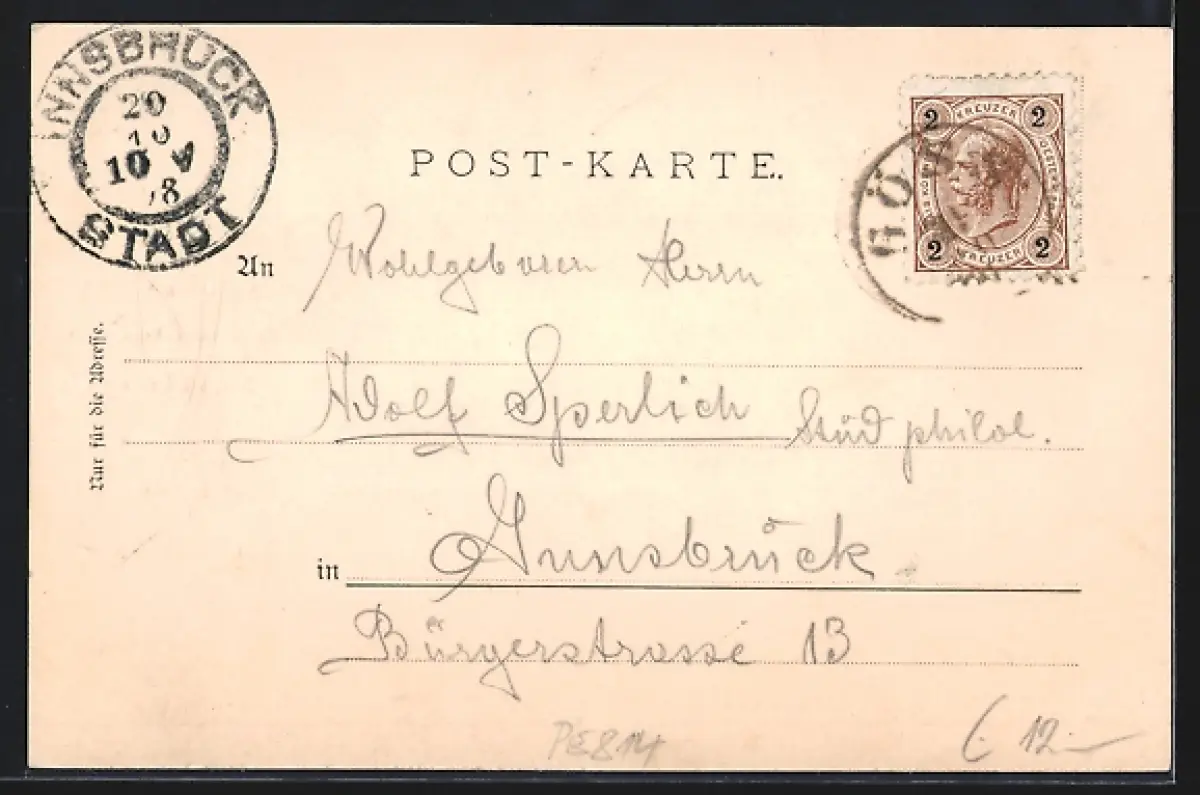 INNSBRUCK
20
10
10 V
STADT
2 KREUZER 2
2 KREUZER 2
GÖ
POST-KARTE.
An Wohlgeboren Herrn
Adolf Sperlich Stud philol.
in Innsbruck
Bürgerstrasse 13
Nur für die Adresse.
PE814
12.-